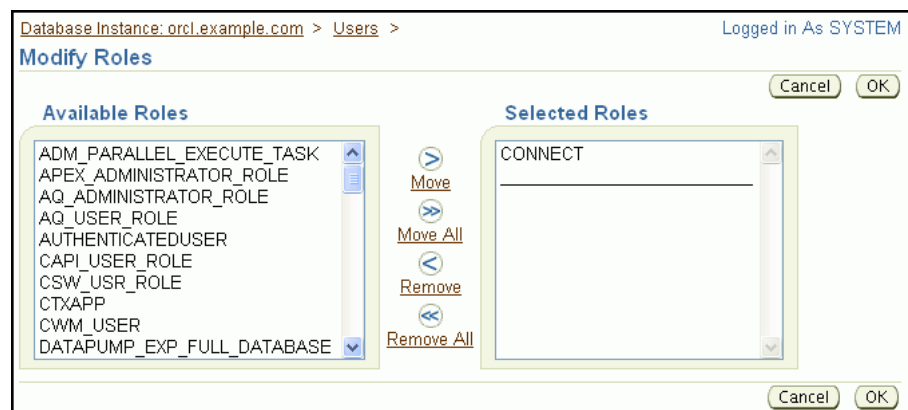 Database Instance: orcl.example.com > Users >
Logged in As SYSTEM
Modify Roles
Cancel OK
Available Roles
ADM_PARALLEL_EXECUTE_TASK
APEX_ADMINISTRATOR_ROLE
AQ_ADMINISTRATOR_ROLE
AQ_USER_ROLE
AUTHENTICATEDUSER
CAPI_USER_ROLE
CSW_USR_ROLE
CTXAPP
CWM_USER
DATAPUMP_EXP_FULL_DATABASE
Move
Move All
Remove
Remove All
Selected Roles
CONNECT
Cancel OK